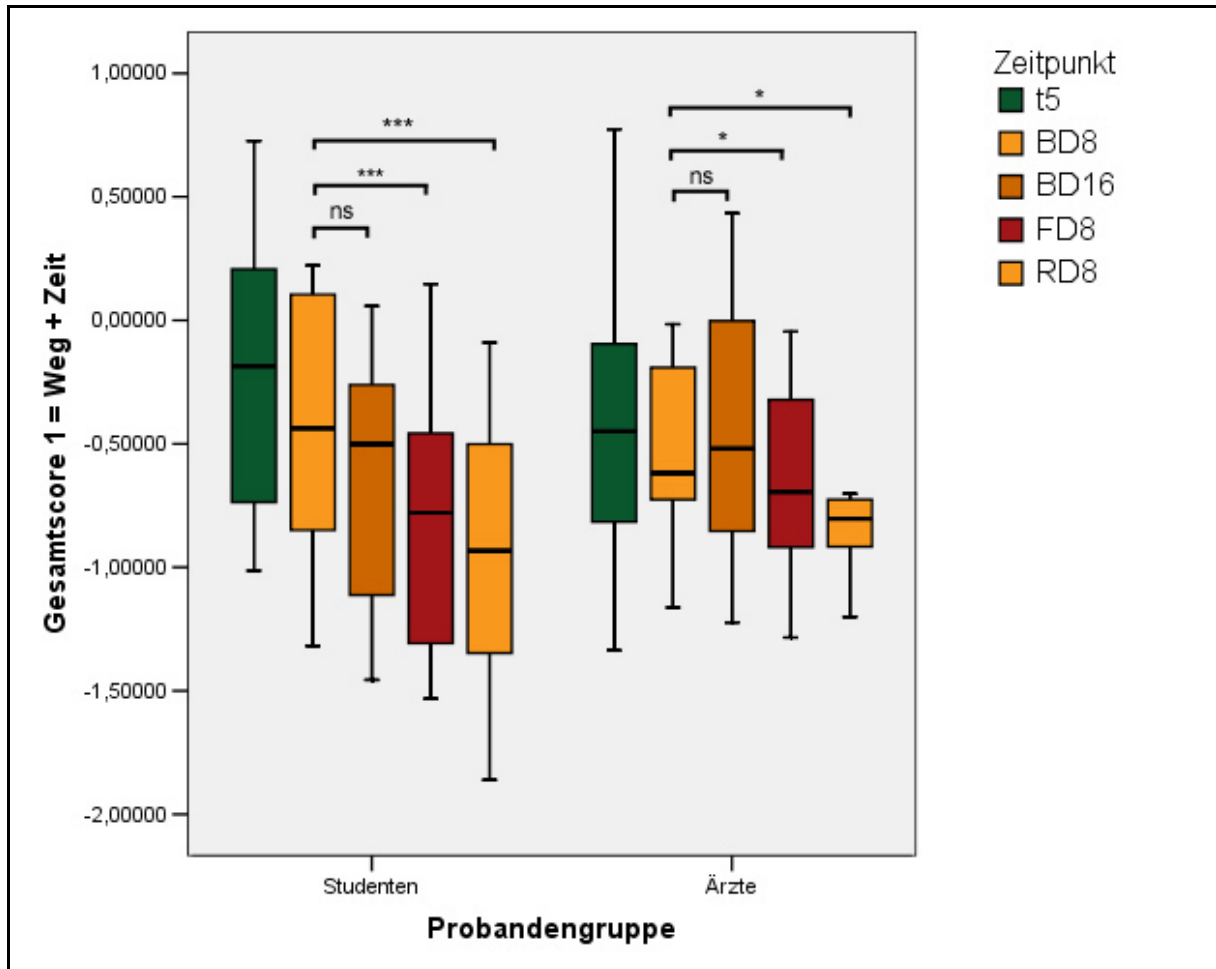 Zeitpunkt
t5
BD8
BD16
FD8
RD8
1,00000
0,50000
0,00000
-0,50000
-1,00000
-1,50000
-2,00000
Gesamtscore 1 = Weg + Zeit
***
***
ns
*
*
ns
Studenten
Ärzte
Probandengruppe